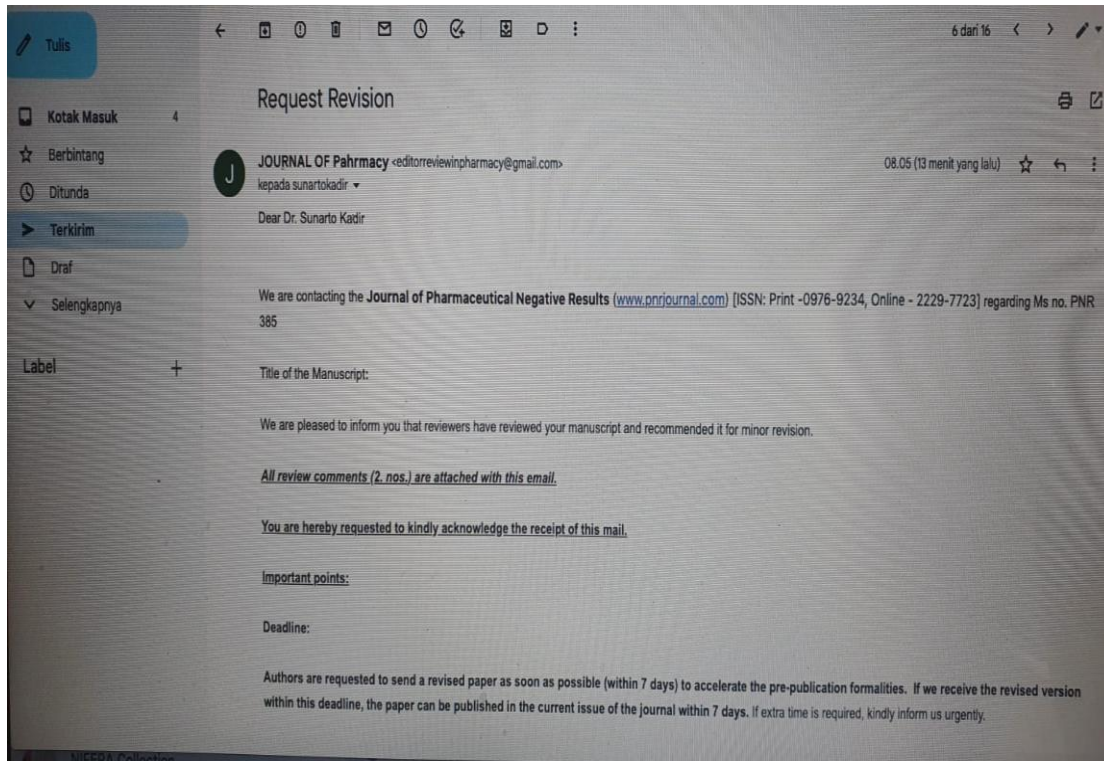 Tulis
6 dari 16
Request Revision
Kotak Masuk 4
Berbintang
JOURNAL OF Pahrmacy <editorreviewinpharmacy@gmail.com>
08.05 (13 menit yang lalu)
J
kepada sunartokadir
Ditunda
Dear Dr. Sunarto Kadir
Terkirim
Draf
Selengkapnya
We are contacting the Journal of Pharmaceutical Negative Results (www.pnrjournal.com) [ISSN: Print -0976-9234, Online - 2229-7723] regarding Ms no. PNR
385
Label +
Title of the Manuscript:
We are pleased to inform you that reviewers have reviewed your manuscript and recommended it for minor revision.
All review comments (2. nos.) are attached with this email.
You are hereby requested to kindly acknowledge the receipt of this mail.
Important points:
Deadline:
Authors are requested to send a revised paper as soon as possible (within 7 days) to accelerate the pre-publication formalities. If we receive the revised version
within this deadline, the paper can be published in the current issue of the journal within 7 days. If extra time is required, kindly inform us urgently.